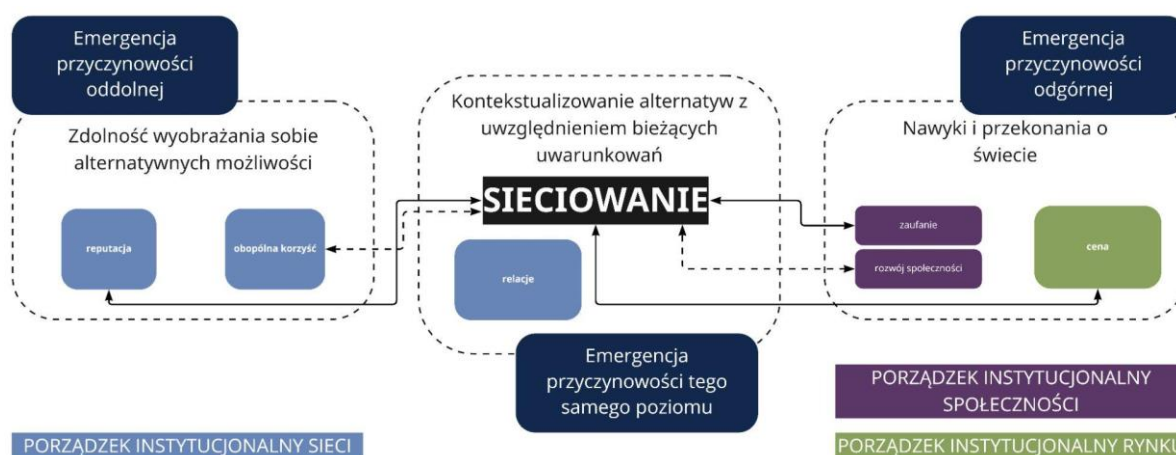 Emergencja
przyczynowości
oddolnej
Zdolność wyobrażania sobie
alternatywnych możliwości
reputacja
obopólna korzyść
Kontekstualizowanie alternatyw z
uwzględnieniem bieżących
uwarunkowań
SIECIOWANIE
relacje
Emergencja
przyczynowości tego
samego poziomu
Emergencja
przyczynowości
odgórnej
Nawyki i przekonania o
świecie
zaufanie
rozwój społeczności
cena
PORZĄDEK INSTYTUCJONALNY SIECI
PORZĄDEK INSTYTUCJONALNY
SPOŁECZNOŚCI
PORZĄDEK INSTYTUCJONALNY RYNKU